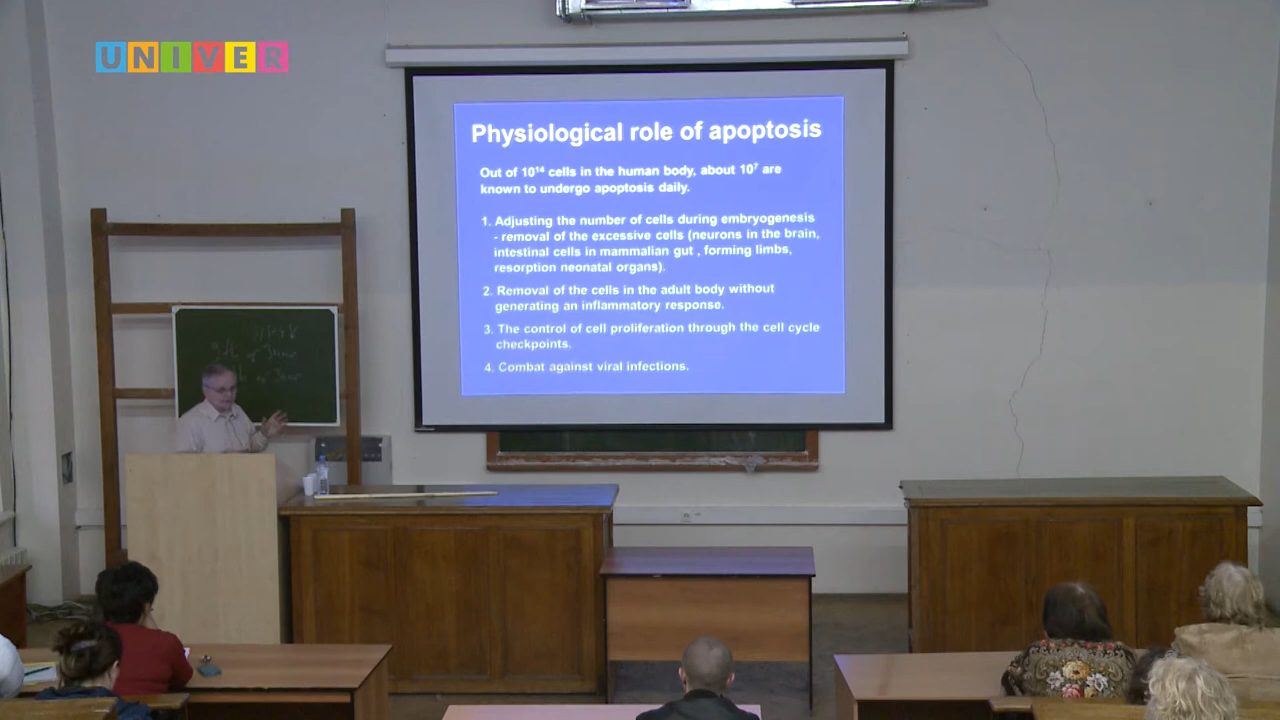 UNIVER
Physiological role of apoptosis
Out of 10¹⁴ cells in the human body, about 10⁷ are
known to undergo apoptosis daily.
1. Adjusting the number of cells during embryogenesis
- removal of the excessive cells (neurons in the brain,
intestinal cells in mammalian gut , forming limbs,
resorption neonatal organs).
2. Removal of the cells in the adult body without
generating an inflammatory response.
3. The control of cell proliferation through the cell cycle
checkpoints.
4. Combat against viral infections.